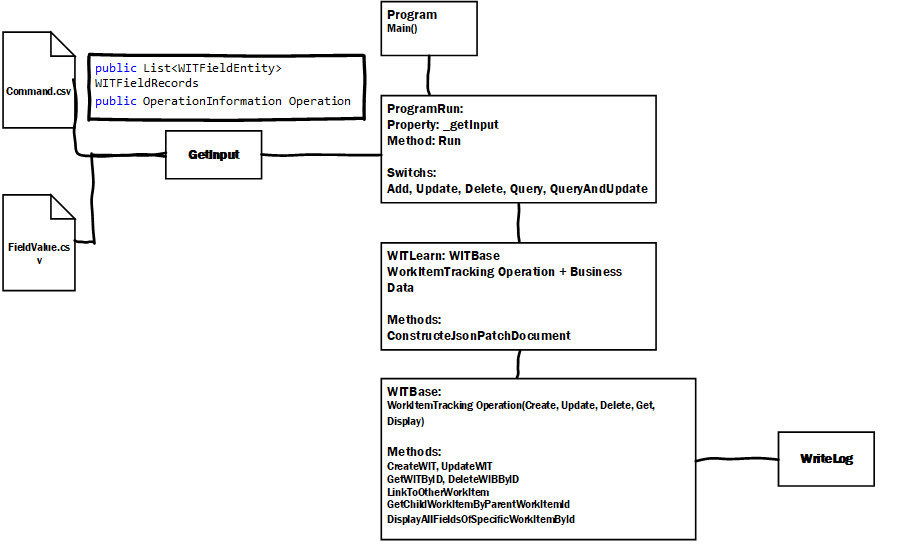 Program
Main()
Command.csv
public List<WITFieldEntity>
WITFieldRecords
public OperationInformation Operation
ProgramRun:
Property: _getInput
Method: Run
Switchs:
Add, Update, Delete, Query, QueryAndUpdate
GetInput
FieldValue.cs
v
WITLearn: WITBase
WorkItemTracking Operation + Business
Data
Methods:
ConstructeJsonPatchDocument
WITBase:
WorkItemTracking Operation(Create, Update, Delete, Get,
Display)
Methods:
CreateWIT, UpdateWIT
GetWITByID, DeleteWIBByID
LinkToOtherWorkItem
GetChildWorkItemByParentWorkItemId
DisplayAllFieldsOfSpecificWorkItemById
WriteLog